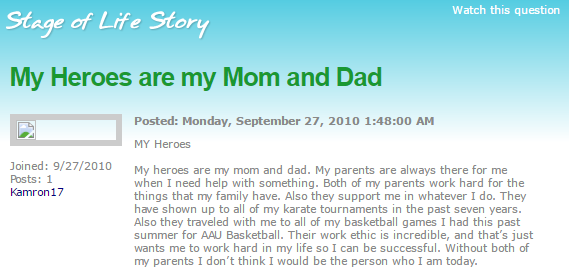 Watch this question
Stage of Life Story
My Heroes are my Mom and Dad
Posted: Monday, September 27, 2010 1:48:00 AM
MY Heroes
Joined: 9/27/2010
Posts: 1
Kamron17
My heroes are my mom and dad. My parents are always there for me
when I need help with something. Both of my parents work hard for the
things that my family have. Also they support me in whatever I do. They
have shown up to all of my karate tournaments in the past seven years.
Also they traveled with me to all of my basketball games I had this past
summer for AAU Basketball. Their work ethic is incredible, and that’s just
wants me to work hard in my life so I can be successful. Without both of
my parents I don’t think I would be the person who I am today.